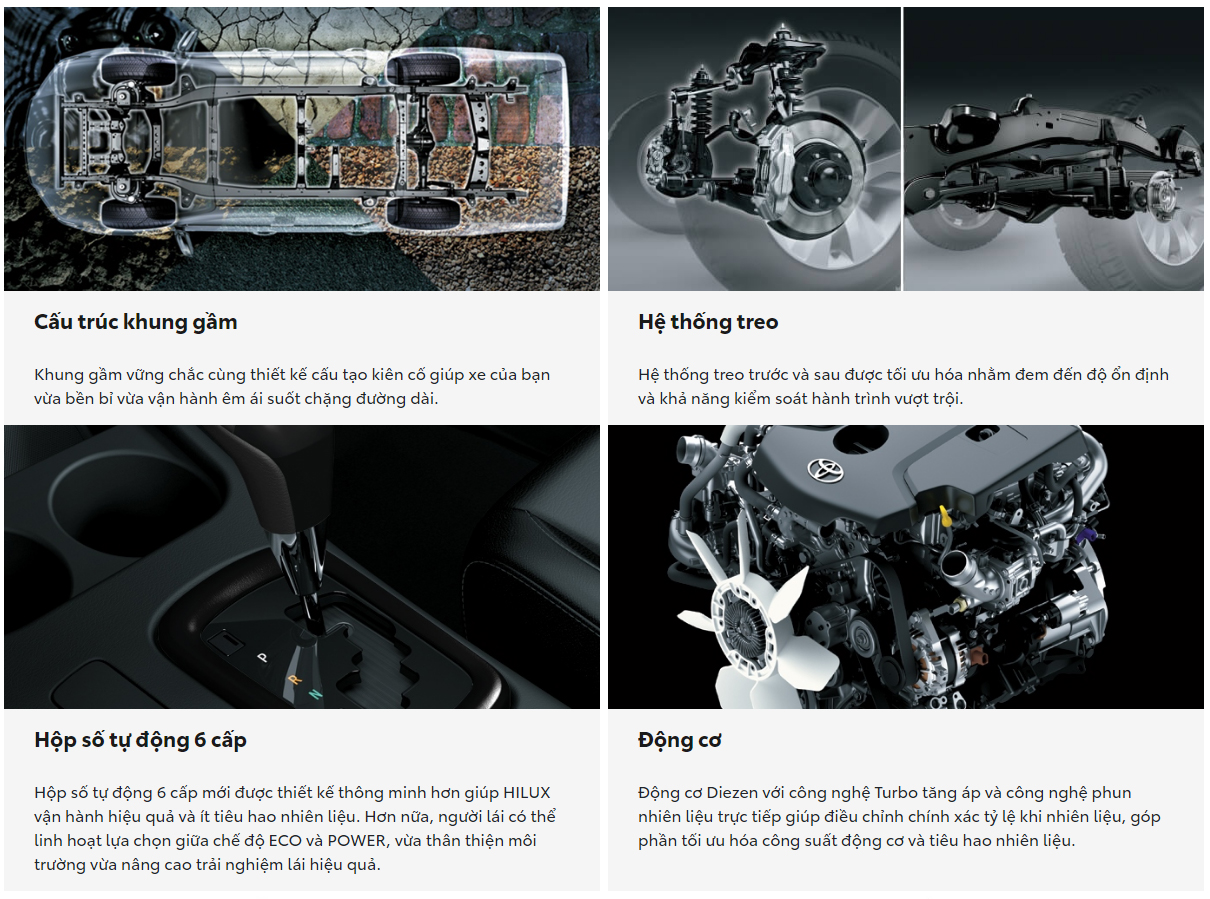 Cấu trúc khung gầm
Khung gầm vững chắc cùng thiết kế cấu tạo kiên cố giúp xe của bạn
vừa bền bỉ vừa vận hành êm ái suốt chặng đường dài.
Hệ thống treo
Hệ thống treo trước và sau được tối ưu hóa nhằm đem đến độ ổn định
và khả năng kiểm soát hành trình vượt trội.
P
R
N
Hộp số tự động 6 cấp
Hộp số tự động 6 cấp mới được thiết kế thông minh hơn giúp HILUX
vận hành hiệu quả và ít tiêu hao nhiên liệu. Hơn nữa, người lái có thể
linh hoạt lựa chọn giữa chế độ ECO và POWER, vừa thân thiện môi
trường vừa nâng cao trải nghiệm lái hiệu quả.
Động cơ
Động cơ Diezen với công nghệ Turbo tăng áp và công nghệ phun
nhiên liệu trực tiếp giúp điều chỉnh chính xác tỷ lệ khi nhiên liệu, góp
phần tối ưu hóa công suất động cơ và tiêu hao nhiên liệu.